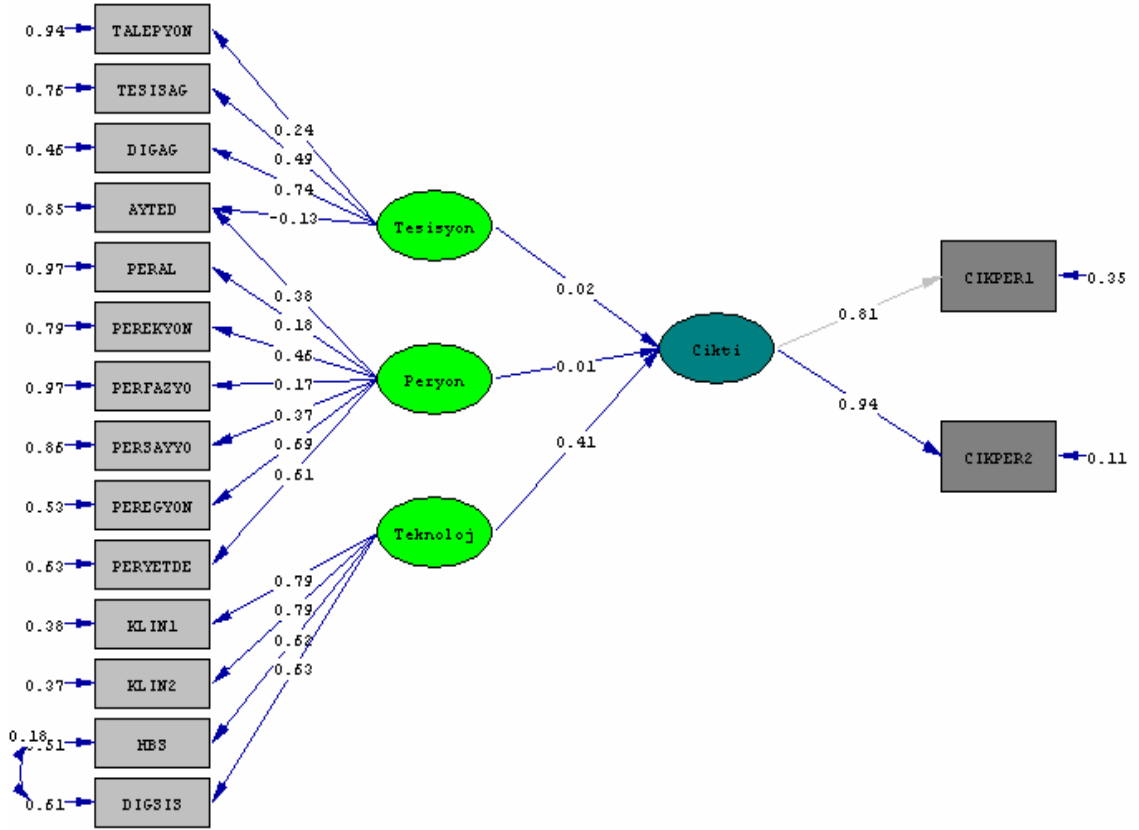 0.94
TALEPYON
0.76
TESISAG
0.46
DIGAG
0.85
AYTED
0.97
PERAL
0.79
PEREKYON
0.97
PERFAZYO
0.86
PERSAYYO
0.53
PEREGYON
0.63
PERYETDE
0.38
KLIN1
0.37
KLIN2
0.18
HBS
0.61
DIGSIS
0.24
0.49
0.74
-0.13
0.38
0.18
0.46
0.17
0.37
0.69
0.61
0.79
0.79
0.62
0.63
Tesisyon
Peryon
Teknoloj
0.02
-0.01
0.41
Cikti
0.81
0.94
CIKPER1
0.35
CIKPER2
0.11